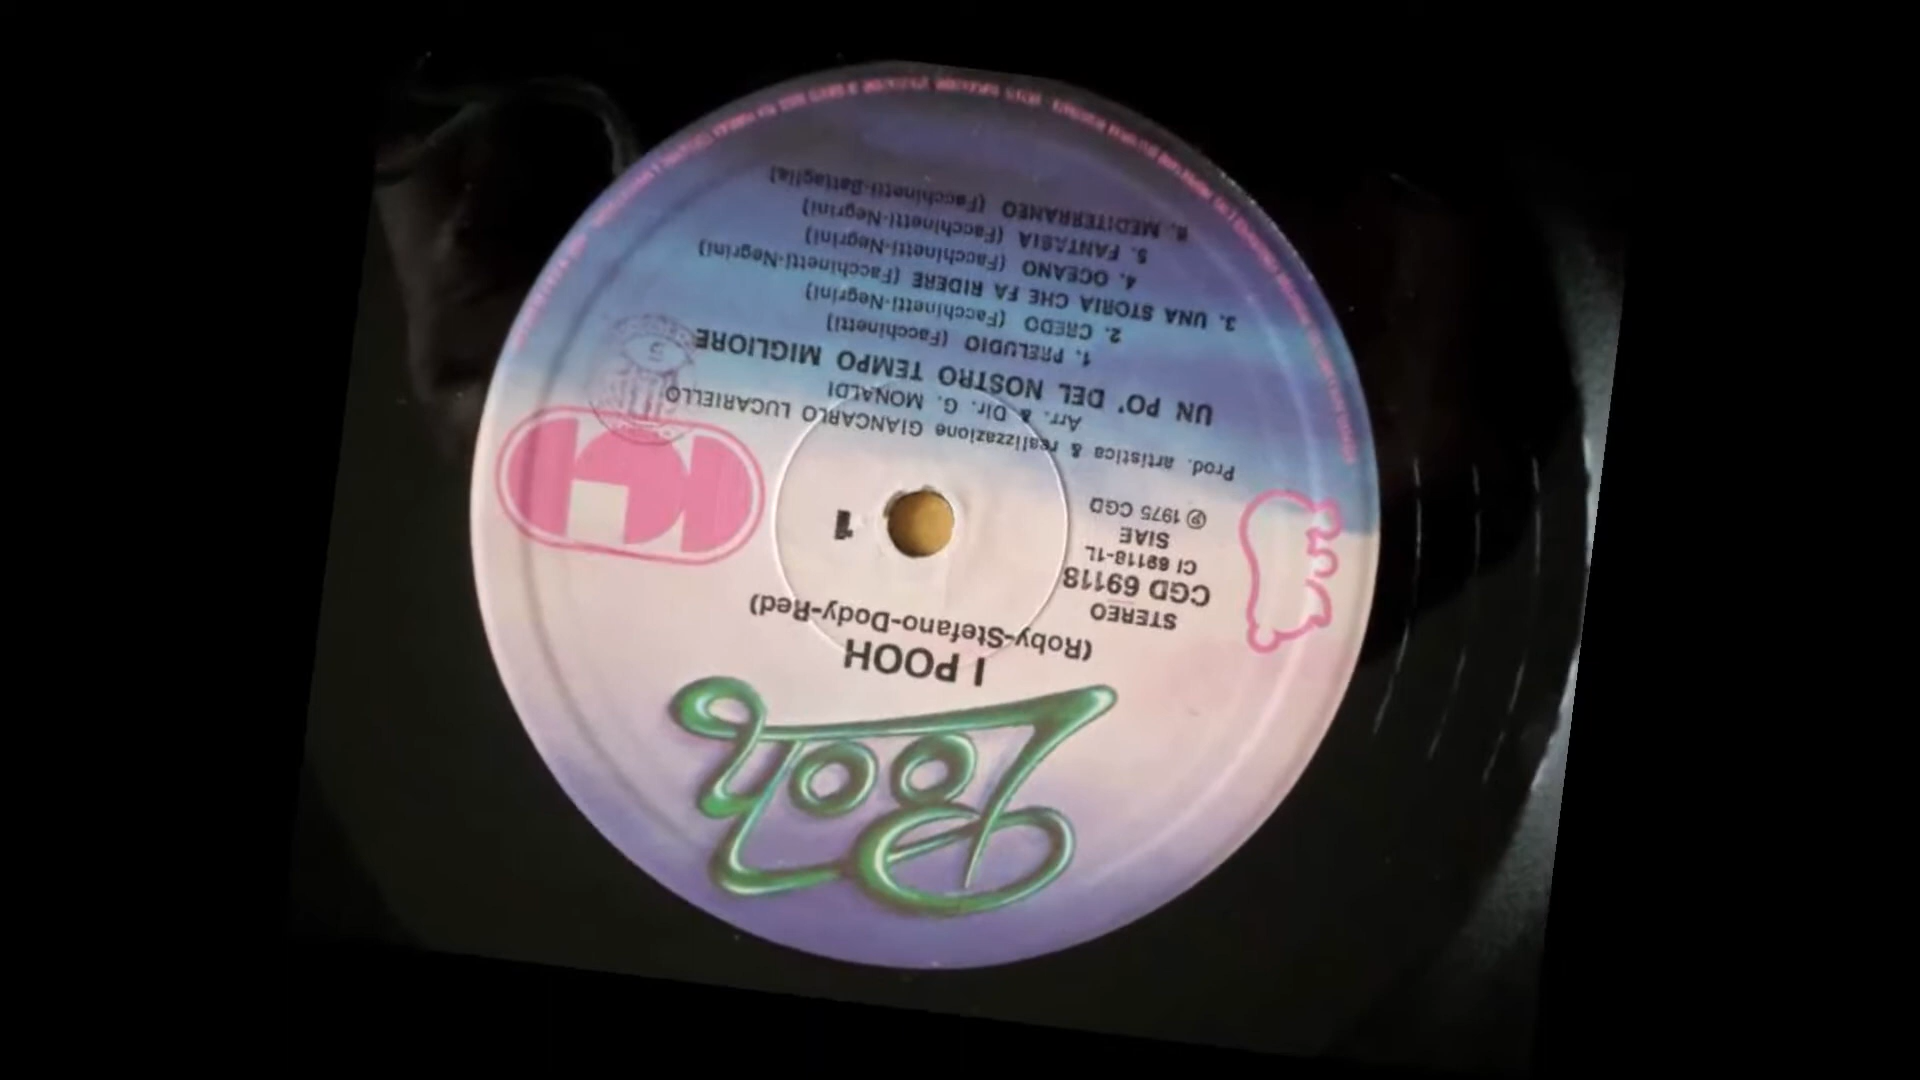 Pooh
I POOH
(Roby-Stefano-Dody-Red)
STEREO
CGD 69118
CI 69118-1L
SIAE
℗ 1975 CGD
1
Prod. artistica & realizzazione GIANCARLO LUCARIELLO
Arr. & Dir. G. MONALDI
UN PO' DEL NOSTRO TEMPO MIGLIORE
1. PRELUDIO (Facchinetti)
2. CREDO (Facchinetti-Negrini)
3. UNA STORIA CHE FA RIDERE (Facchinetti-Negrini)
4. OCEANO (Facchinetti-Negrini)
5. FANTASIA (Facchinetti-Negrini)
6. MEDITERRANEO (Facchinetti-Battaglia)